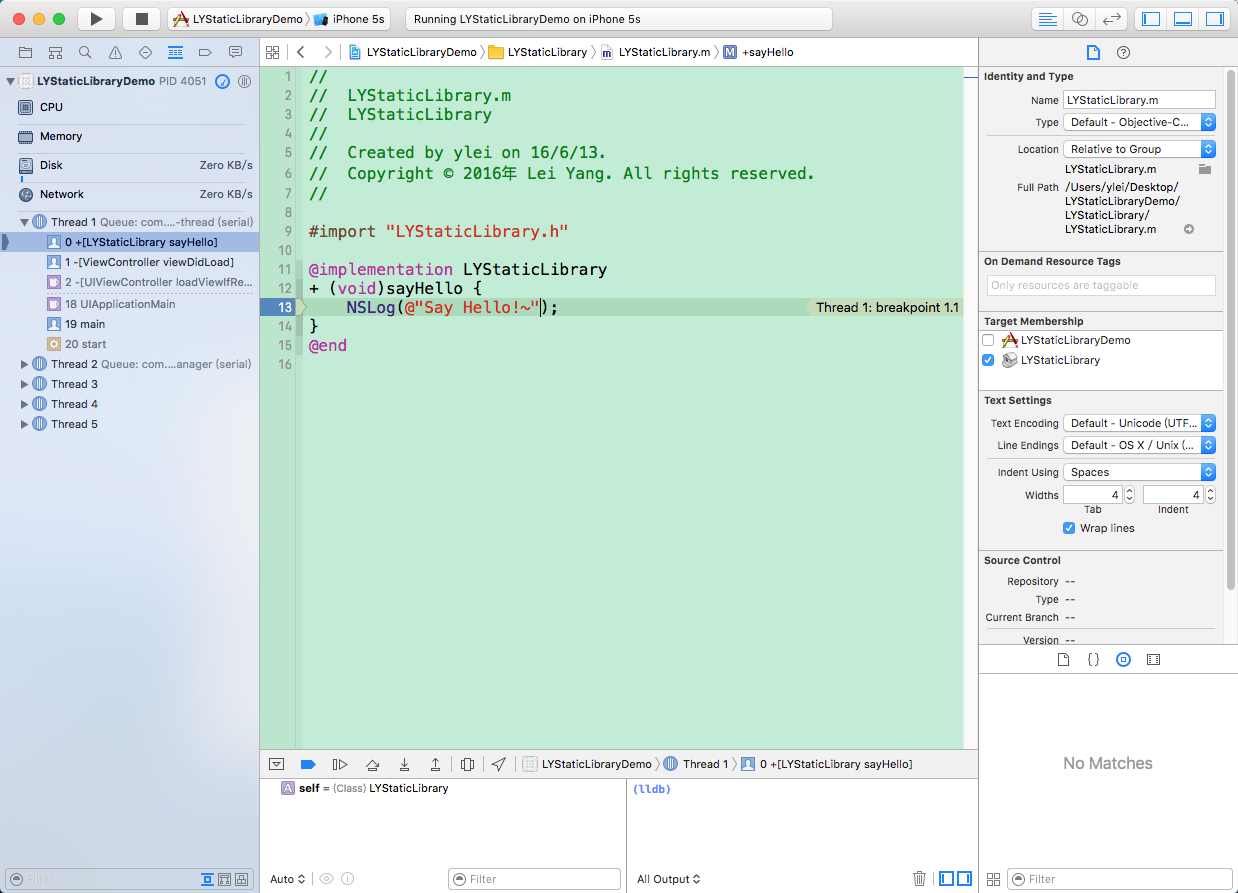 LYStaticLibraryDemo iPhone 5s
Running LYStaticLibraryDemo on iPhone 5s
LYStaticLibraryDemo PID 4051
CPU
Memory
Disk Zero KB/s
Network Zero KB/s
Thread 1 Queue: com....-thread (serial)
0 +[LYStaticLibrary sayHello]
1 -[ViewController viewDidLoad]
2 -[UIViewController loadViewIfRe...
18 UIApplicationMain
19 main
20 start
Thread 2 Queue: com....anager (serial)
Thread 3
Thread 4
Thread 5
Filter
LYStaticLibraryDemo LYStaticLibrary LYStaticLibrary.m M +sayHello
1 //
2 //  LYStaticLibrary.m
3 //  LYStaticLibrary
4 //
5 //  Created by ylei on 16/6/13.
6 //  Copyright © 2016年 Lei Yang. All rights reserved.
7 //
8
9 #import "LYStaticLibrary.h"
10
11 @implementation LYStaticLibrary
12 + (void)sayHello {
13     NSLog(@"Say Hello!~"); Thread 1: breakpoint 1.1
14 }
15 @end
16
LYStaticLibraryDemo Thread 1 0 +[LYStaticLibrary sayHello]
A self = (Class) LYStaticLibrary
(lldb)
Auto Filter
All Output
Identity and Type
Name LYStaticLibrary.m
Type Default - Objective-C...
Location Relative to Group
LYStaticLibrary.m
Full Path /Users/ylei/Desktop/
LYStaticLibraryDemo/
LYStaticLibrary/
LYStaticLibrary.m
On Demand Resource Tags
Only resources are taggable
Target Membership
LYStaticLibraryDemo
LYStaticLibrary
Text Settings
Text Encoding Default - Unicode (UTF...
Line Endings Default - OS X / Unix (...
Indent Using Spaces
Widths 4 4
Tab Indent
Wrap lines
Source Control
Repository --
Type --
Current Branch --
Version --
No Matches
Filter